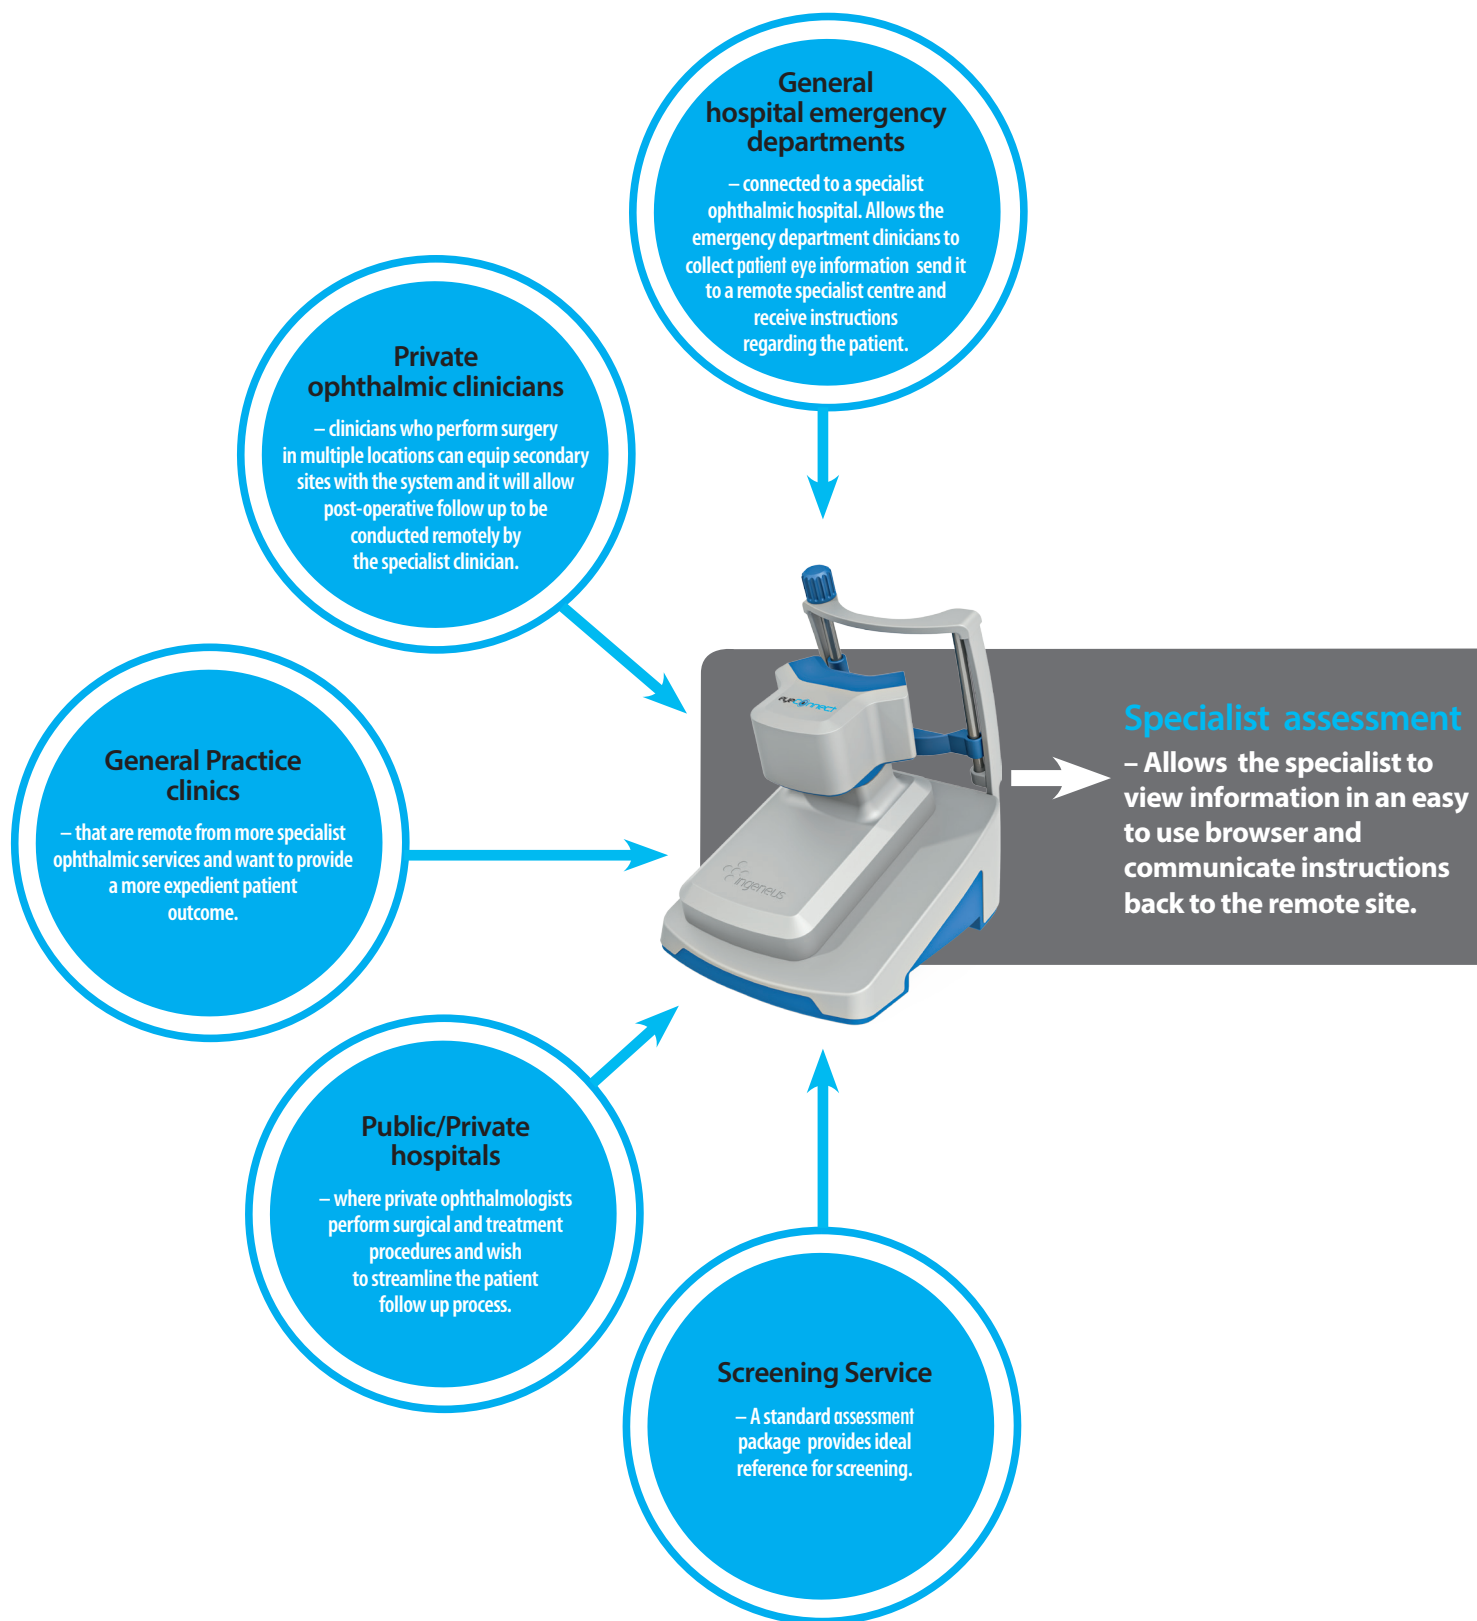 General
hospital emergency
departments
– connected to a specialist
ophthalmic hospital. Allows the
emergency department clinicians to
collect patient eye information  send it
to a remote specialist centre and
receive instructions
regarding the patient.
Private
ophthalmic clinicians
– clinicians who perform surgery
in multiple locations can equip secondary
sites with the system and it will allow
post-operative follow up to be
conducted remotely by
the specialist clinician.
General Practice
clinics
– that are remote from more specialist
ophthalmic services and want to provide
a more expedient patient
outcome.
Public/Private
hospitals
– where private ophthalmologists
perform surgical and treatment
procedures and wish
to streamline the patient
follow up process.
Screening Service
– A standard assessment
package  provides ideal
reference for screening.
eyeConnect
ingeneus
Specialist  assessment
– Allows  the specialist to
view information in an easy
to use browser and
communicate instructions
back to the remote site.